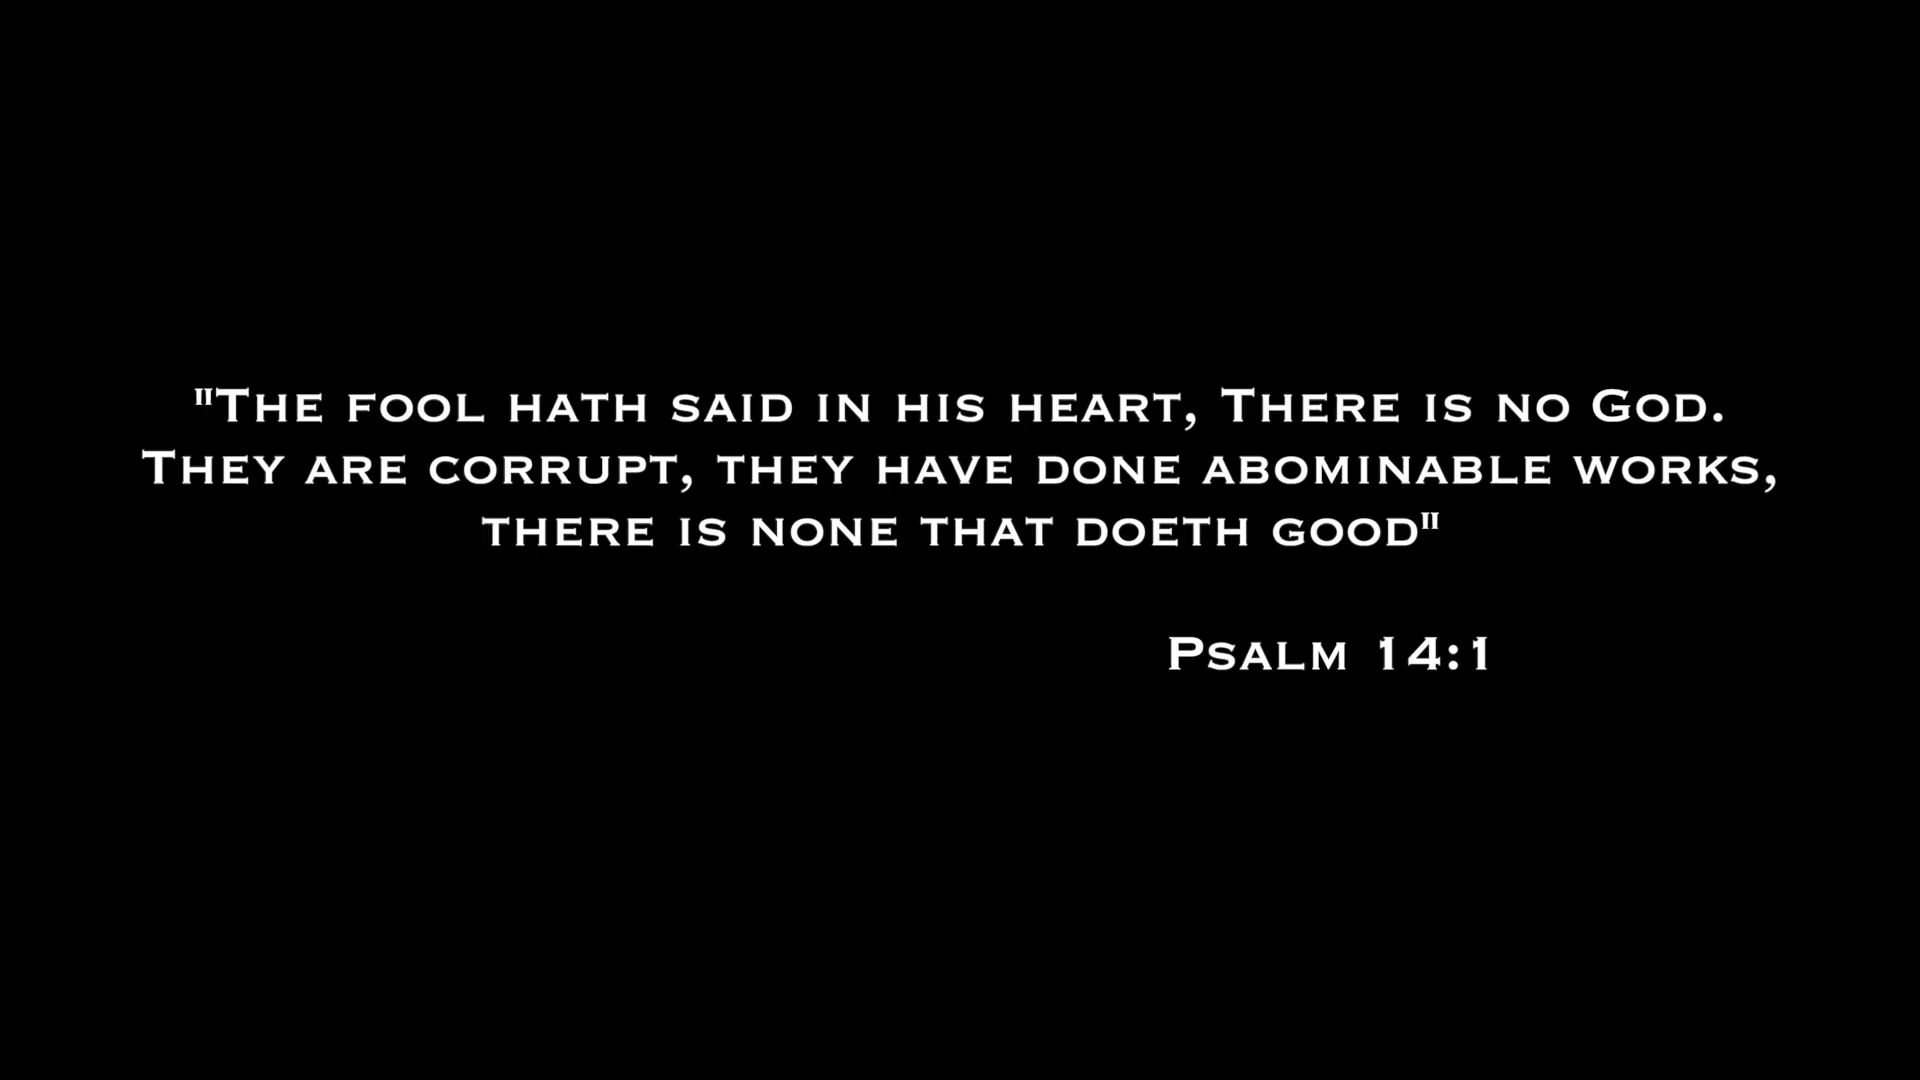 "The fool hath said in his heart, There is no God.
They are corrupt, they have done abominable works,
there is none that doeth good"
Psalm 14:1